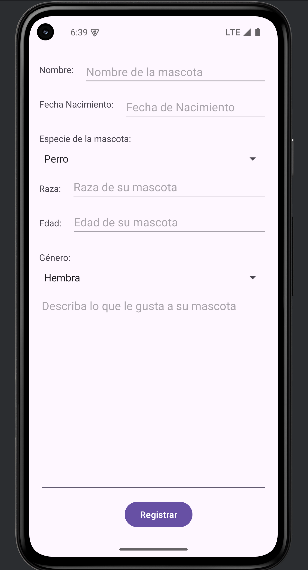 6:39 LTE
Nombre: Nombre de la mascota
Fecha Nacimiento: Fecha de Nacimiento
Especie de la mascota:
Perro
Raza: Raza de su mascota
Edad: Edad de su mascota
Género:
Hembra
Describa lo que le gusta a su mascota
Registrar